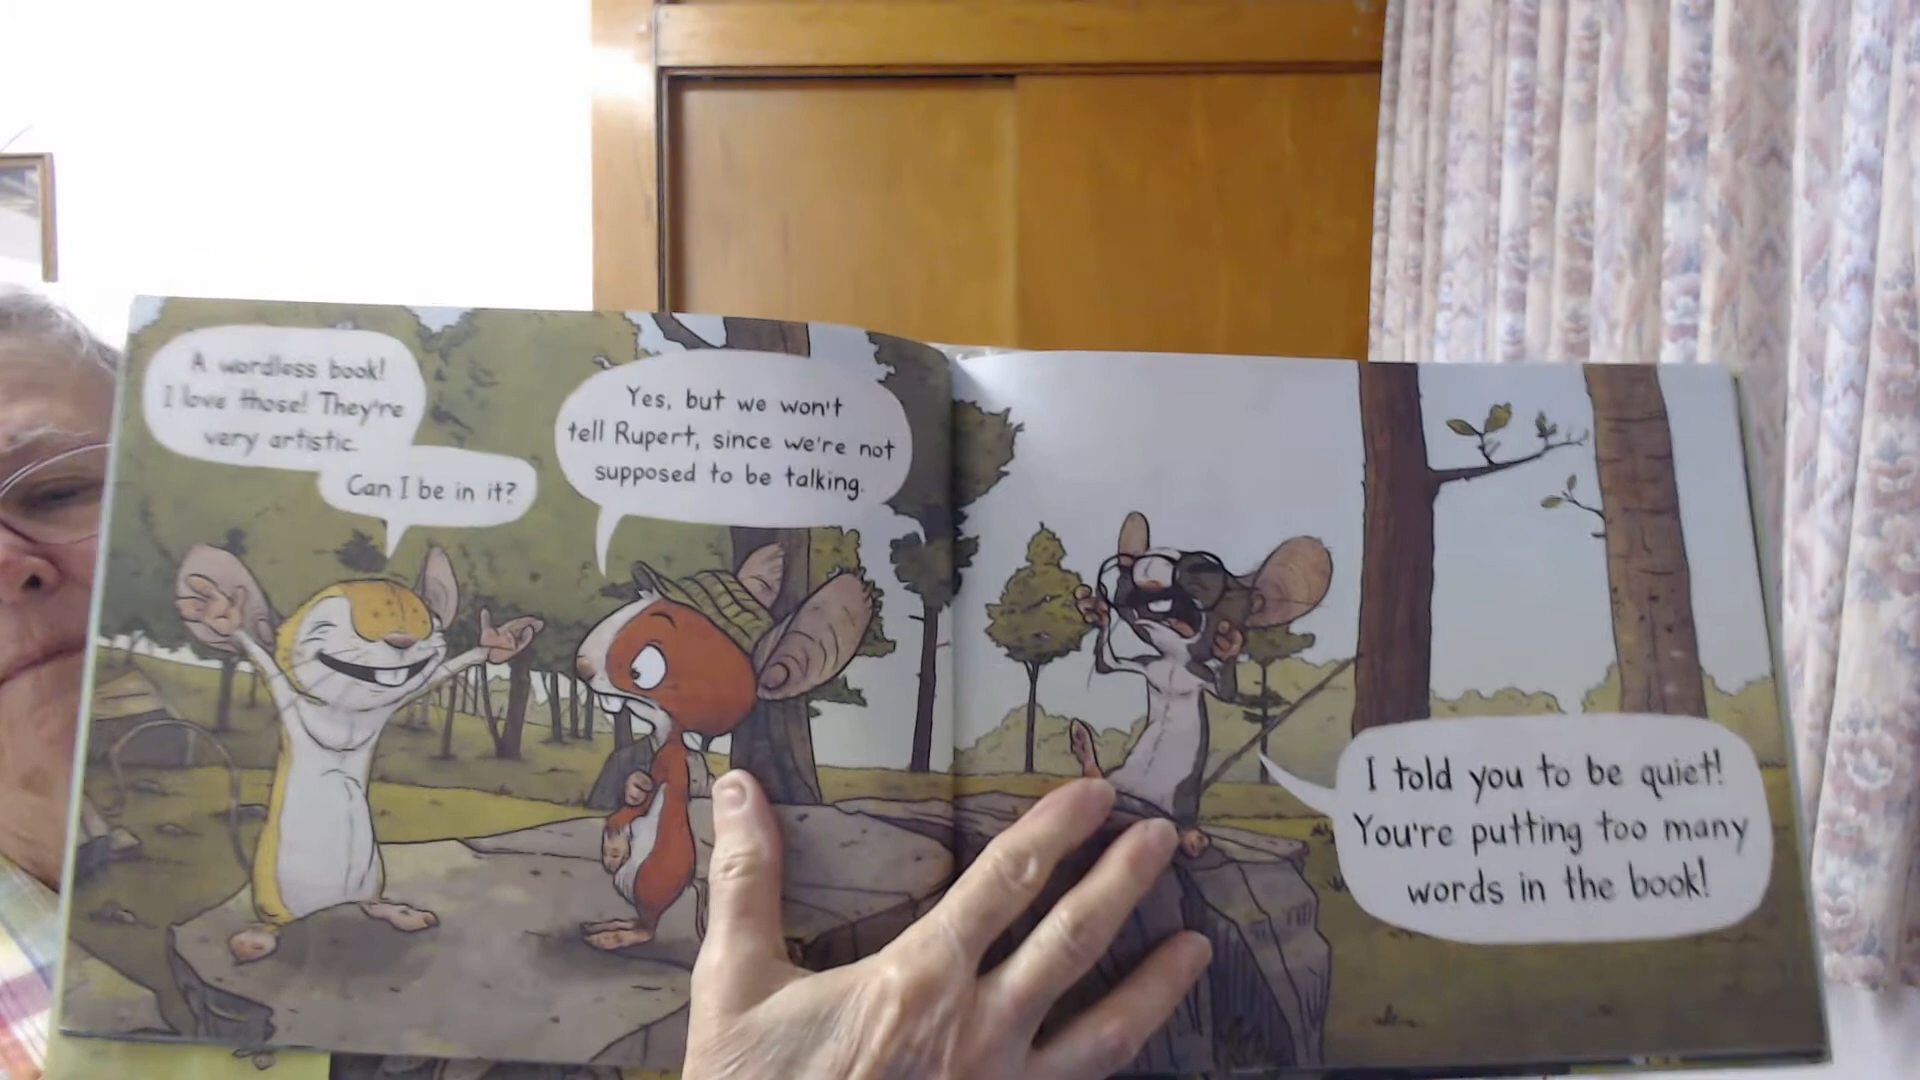 A wordless book!
I love those! They're
very artistic.
Can I be in it?
Yes, but we won't
tell Rupert, since we're not
supposed to be talking.
I told you to be quiet!
You're putting too many
words in the book!